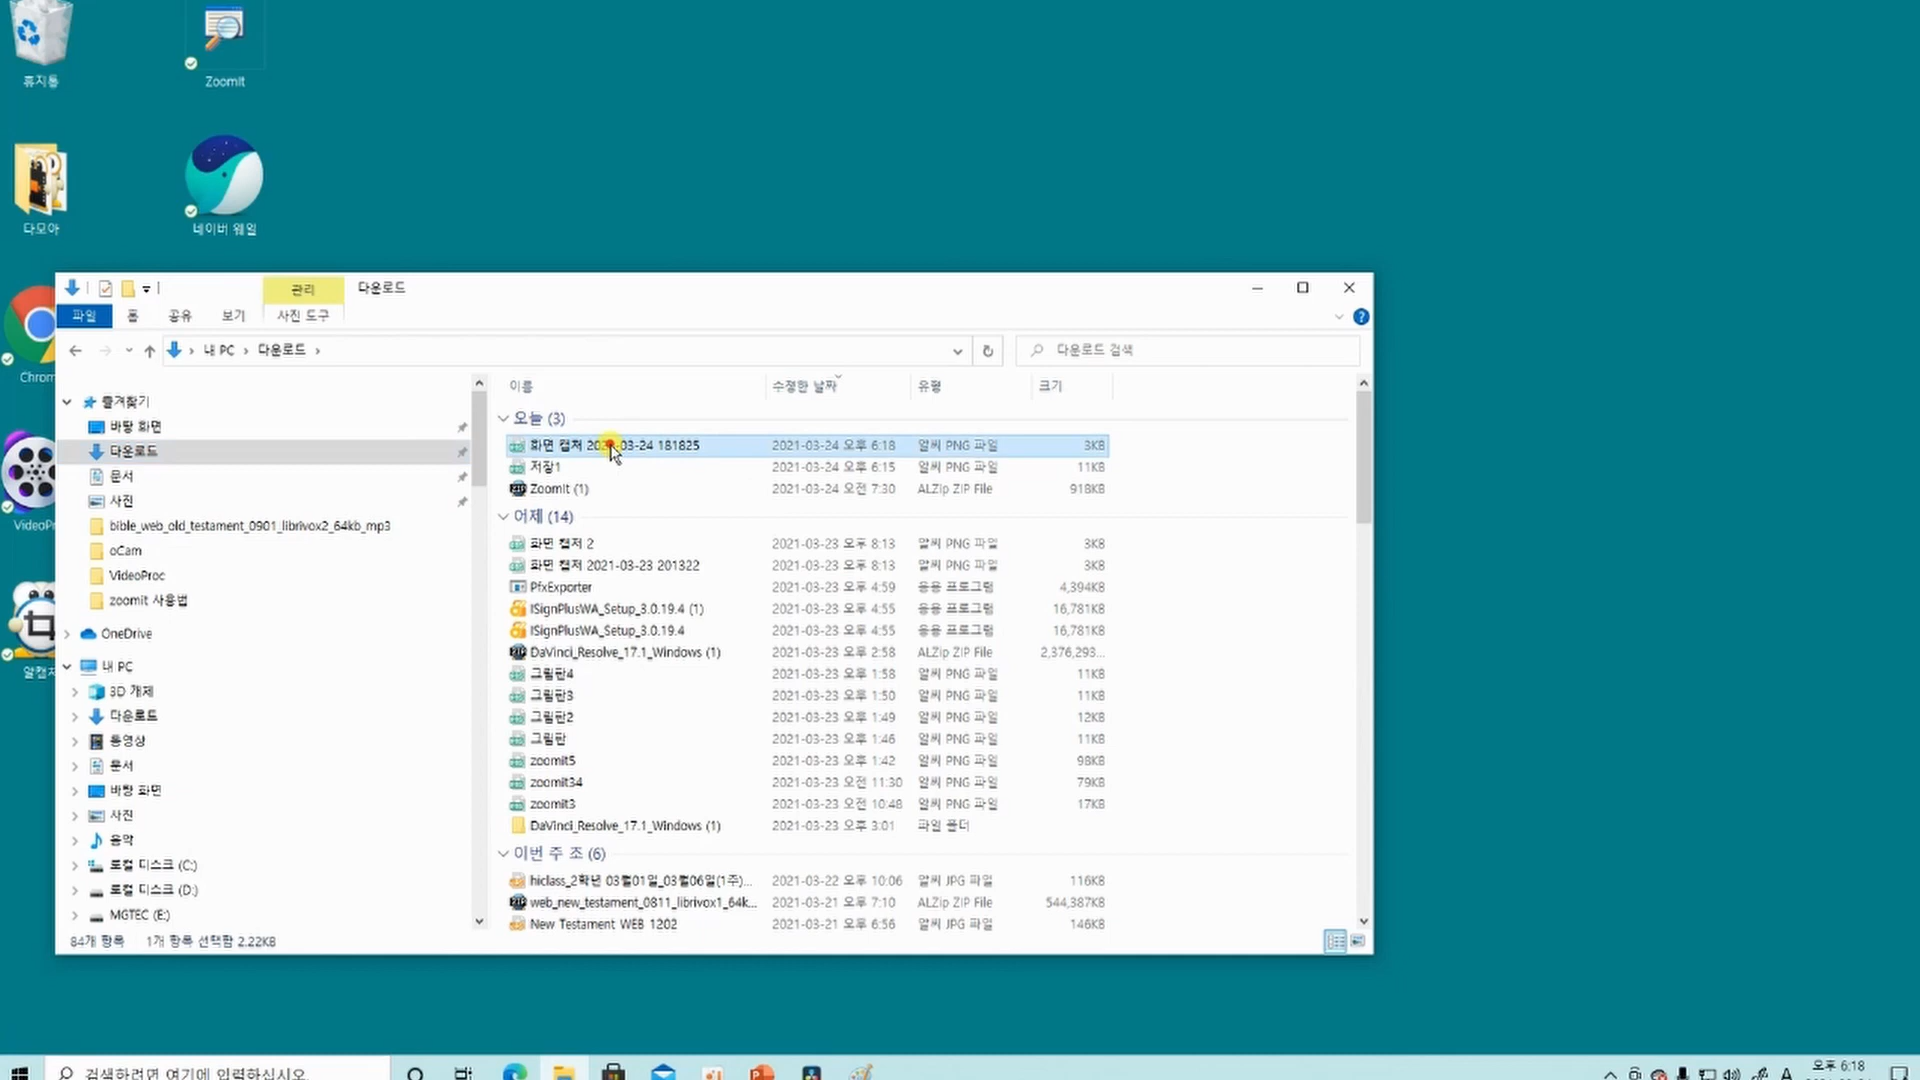 휴지통
ZoomIt
다모아
네이버 웨일
Chrom
VideoPr
알캡처
관리
다운로드
파일
홈
공유
보기
사진 도구
내 PC
다운로드
다운로드 검색
이름
수정한 날짜
유형
크기
즐겨찾기
바탕 화면
다운로드
문서
사진
bible_web_old_testament_0901_librivox2_64kb_mp3
oCam
VideoProc
zoomit 사용법
OneDrive
내 PC
3D 개체
다운로드
동영상
문서
바탕 화면
사진
음악
로컬 디스크 (C:)
로컬 디스크 (D:)
MGTEC (E:)
오늘 (3)
화면 캡처 2021-03-24 181825 2021-03-24 오후 6:18 알씨 PNG 파일 3KB
저장1 2021-03-24 오후 6:15 알씨 PNG 파일 11KB
ZoomIt (1) 2021-03-24 오전 7:30 ALZip ZIP File 918KB
어제 (14)
화면 캡처 2 2021-03-23 오후 8:13 알씨 PNG 파일 3KB
화면 캡처 2021-03-23 201322 2021-03-23 오후 8:13 알씨 PNG 파일 3KB
PfxExporter 2021-03-23 오후 4:59 응용 프로그램 4,394KB
ISignPlusWA_Setup_3.0.19.4 (1) 2021-03-23 오후 4:55 응용 프로그램 16,781KB
ISignPlusWA_Setup_3.0.19.4 2021-03-23 오후 4:55 응용 프로그램 16,781KB
DaVinci_Resolve_17.1_Windows (1) 2021-03-23 오후 2:58 ALZip ZIP File 2,376,293...
그림판4 2021-03-23 오후 1:58 알씨 PNG 파일 11KB
그림판3 2021-03-23 오후 1:50 알씨 PNG 파일 11KB
그림판2 2021-03-23 오후 1:49 알씨 PNG 파일 12KB
그림판 2021-03-23 오후 1:46 알씨 PNG 파일 11KB
zoomit5 2021-03-23 오후 1:42 알씨 PNG 파일 98KB
zoomit34 2021-03-23 오전 11:30 알씨 PNG 파일 79KB
zoomit3 2021-03-23 오전 10:48 알씨 PNG 파일 17KB
DaVinci_Resolve_17.1_Windows (1) 2021-03-23 오후 3:01 파일 폴더
이번 주 초 (6)
hiclass_2학년 03월01일_03월06일(1주)... 2021-03-22 오후 10:06 알씨 JPG 파일 116KB
web_new_testament_0811_librivox1_64k... 2021-03-21 오후 7:10 ALZip ZIP File 544,387KB
New Testament WEB 1202 2021-03-21 오후 6:56 알씨 JPG 파일 146KB
84개 항목 1개 항목 선택함 2.22KB
검색하려면 여기에 입력하십시오.
A
오후 6:18